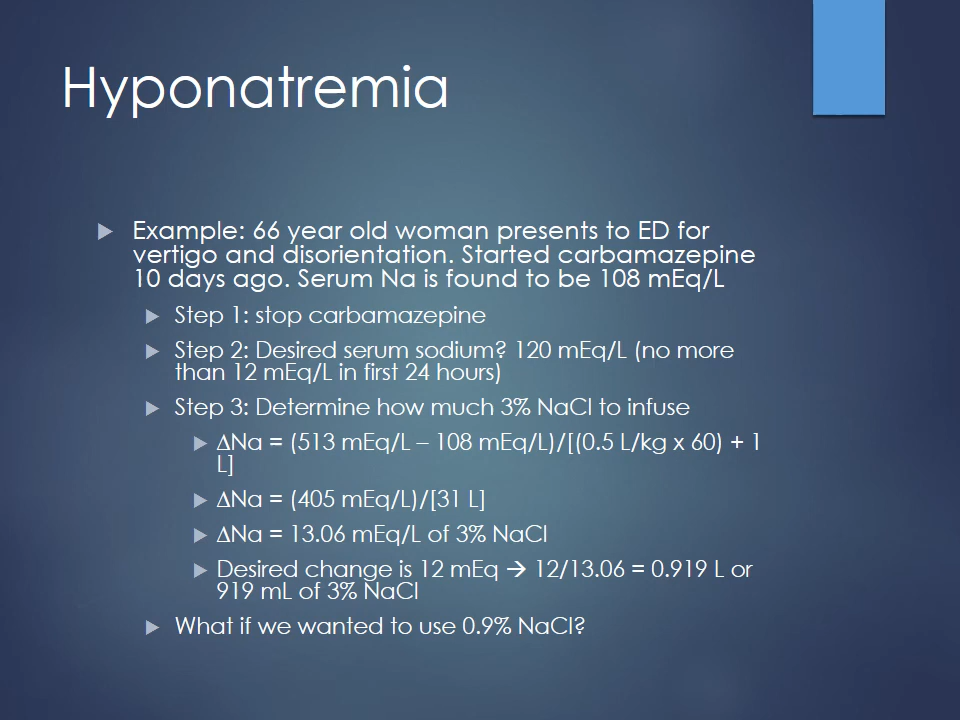 Hyponatremia
Example: 66 year old woman presents to ED for
vertigo and disorientation. Started carbamazepine
10 days ago. Serum Na is found to be 108 mEq/L
Step 1: stop carbamazepine
Step 2: Desired serum sodium? 120 mEq/L (no more
than 12 mEq/L in first 24 hours)
Step 3: Determine how much 3% NaCl to infuse
∆Na = (513 mEq/L – 108 mEq/L)/[(0.5 L/kg x 60) + 1
L]
∆Na = (405 mEq/L)/[31 L]
∆Na = 13.06 mEq/L of 3% NaCl
Desired change is 12 mEq → 12/13.06 = 0.919 L or
919 mL of 3% NaCl
What if we wanted to use 0.9% NaCl?